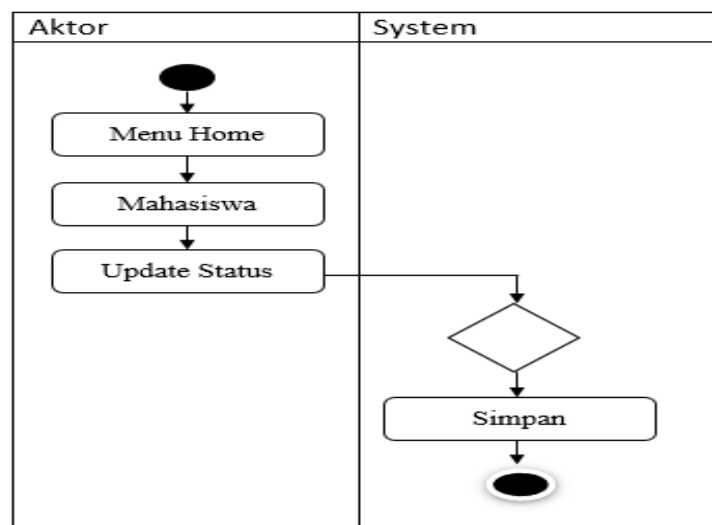 Aktor
System
Menu Home
Mahasiswa
Update Status
Simpan